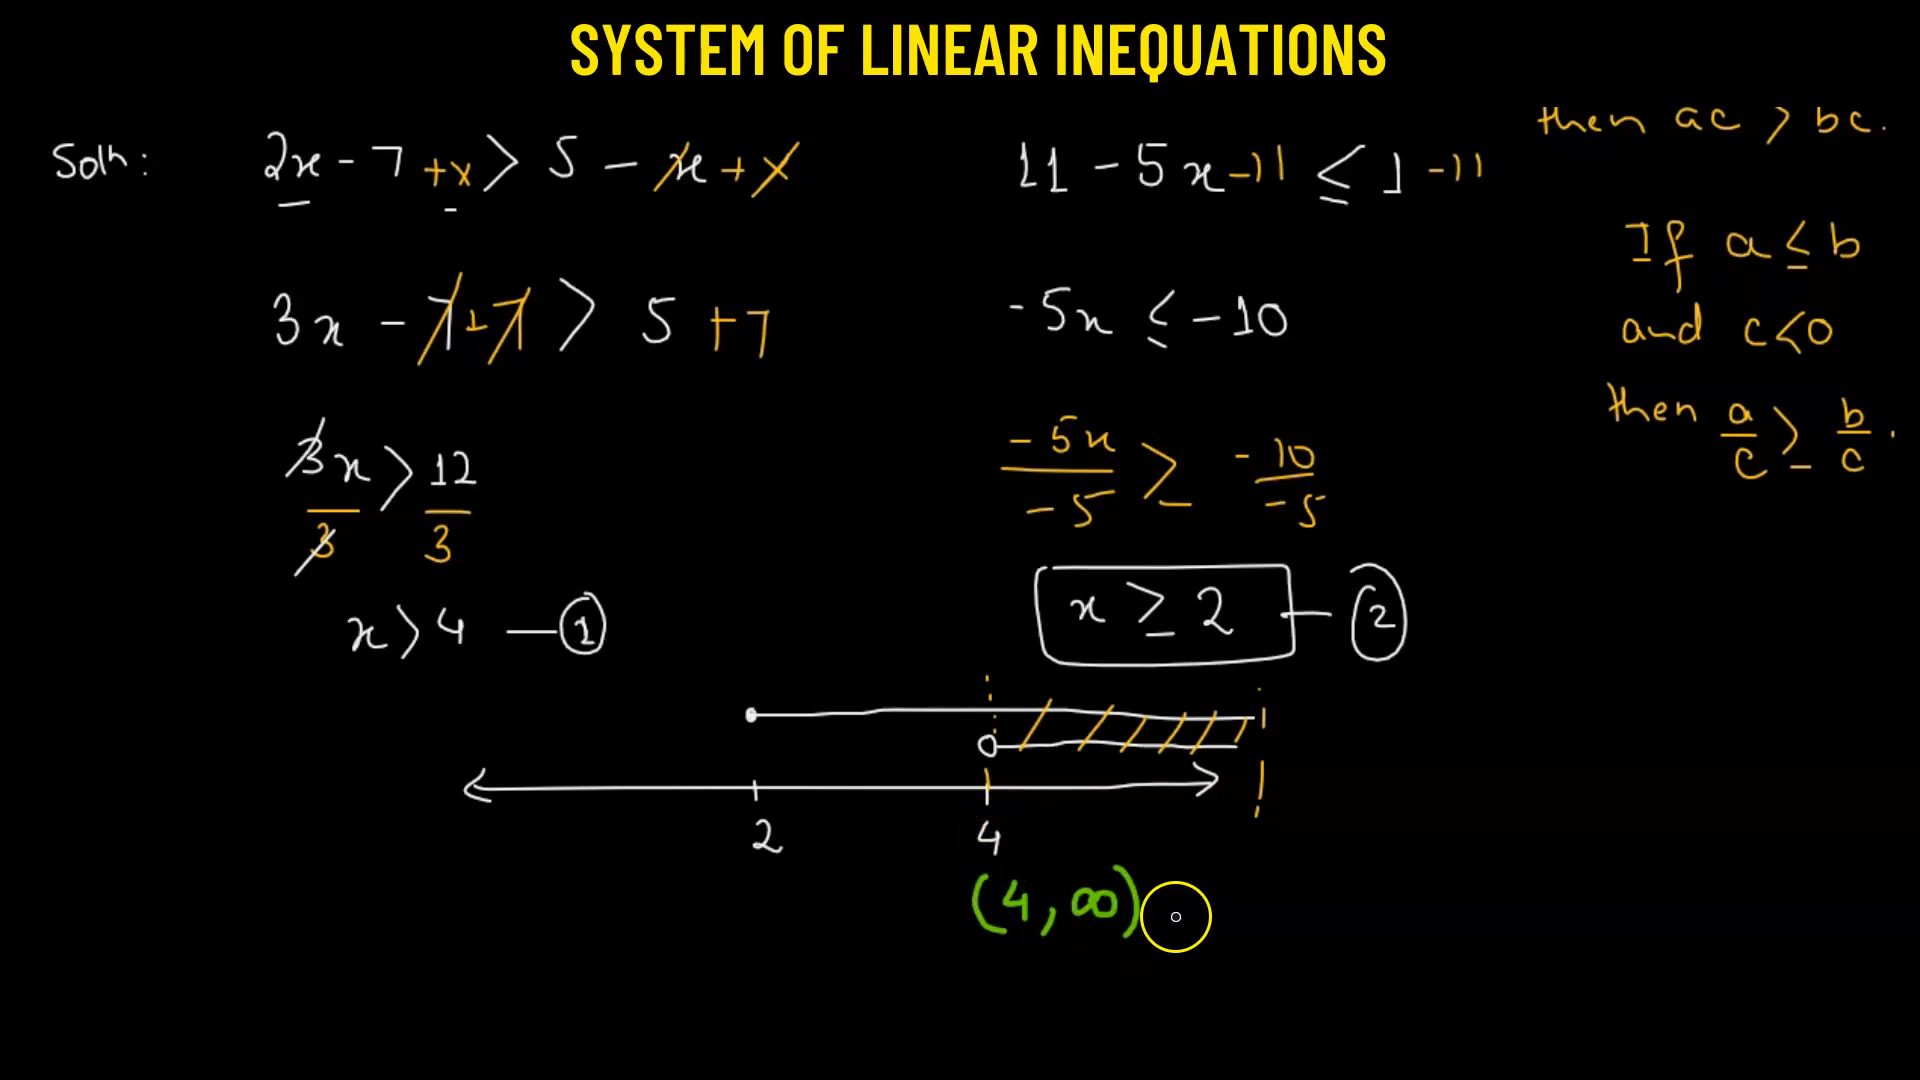 SYSTEM OF LINEAR INEQUATIONS
Soln: 2x - 7 + x > 5 - x + x
3x - 7 + 7 > 5 + 7
3x/3 > 12/3
x > 4 — ①
11 - 5x - 11 ≤ 1 - 11
-5x ≤ -10
-5x/-5 ≥ -10/-5
x ≥ 2 — ②
then ac > bc.
If a ≤ b
and c < 0
then a/c ≥ b/c.
2 4
(4, ∞)